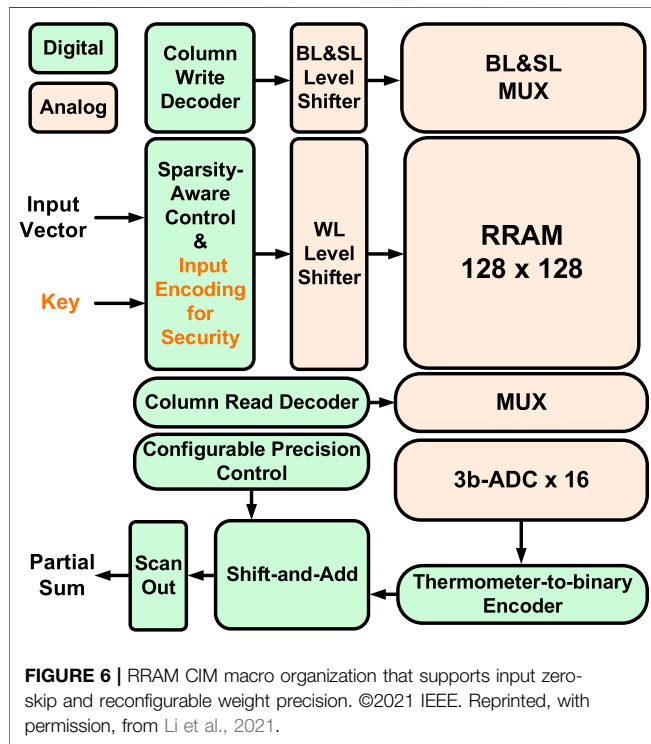 Digital
Analog
Column
Write
Decoder
BL&SL
Level
Shifter
BL&SL
MUX
Input
Vector
Key
Sparsity-
Aware
Control
&
Input
Encoding
for
Security
WL
Level
Shifter
RRAM
128 x 128
Column Read Decoder
MUX
Configurable Precision
Control
3b-ADC x 16
Partial
Sum
Scan
Out
Shift-and-Add
Thermometer-to-binary
Encoder
FIGURE 6 | RRAM CIM macro organization that supports input zero-
skip and reconfigurable weight precision. ©2021 IEEE. Reprinted, with
permission, from Li et al., 2021.